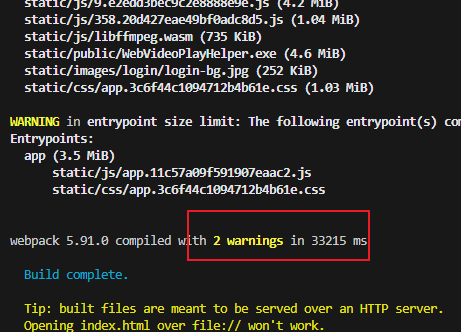 static/js/9.e2edd3bec9c2e8888e9e.js (4.2 MiB)
static/js/358.20d427eae49bf0adc8d5.js (1.04 MiB)
static/js/libffmpeg.wasm (735 KiB)
static/public/WebVideoPlayHelper.exe (4.6 MiB)
static/images/login/login-bg.jpg (252 KiB)
static/css/app.3c6f44c1094712b4b61e.css (1.03 MiB)
WARNING in entrypoint size limit: The following entrypoint(s) com
Entrypoints:
app (3.5 MiB)
static/js/app.11c57a09f591907eaac2.js
static/css/app.3c6f44c1094712b4b61e.css
webpack 5.91.0 compiled with 2 warnings in 33215 ms
Build complete.
Tip: built files are meant to be served over an HTTP server.
Opening index.html over file:// won't work.